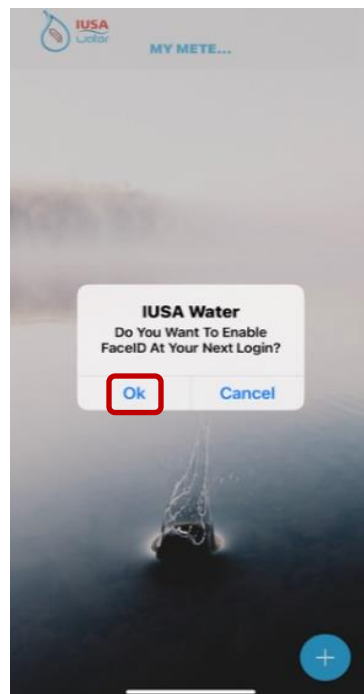 IUSA
water
MY METE...
IUSA Water
Do You Want To Enable
FaceID At Your Next Login?
Ok
Cancel
+